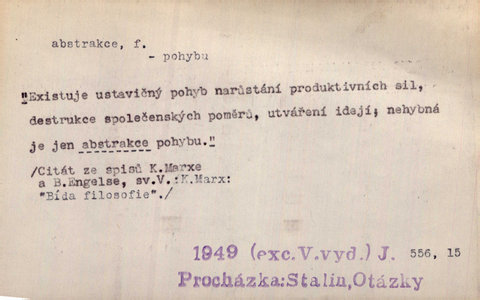 abstrakce, f.
- pohybu
"Existuje ustavičný pohyb narůstání produktivních sil,
destrukce společenských poměrů, utváření idejí; nehybná
je jen abstrakce pohybu."
/Citát ze spisů K.Marxe
a B.Engelse, sv.V.:K.Marx:
"Bída filosofie"./
1949 (exc.V.vyd.) J. 556, 15
Procházka:Stalin,Otázky